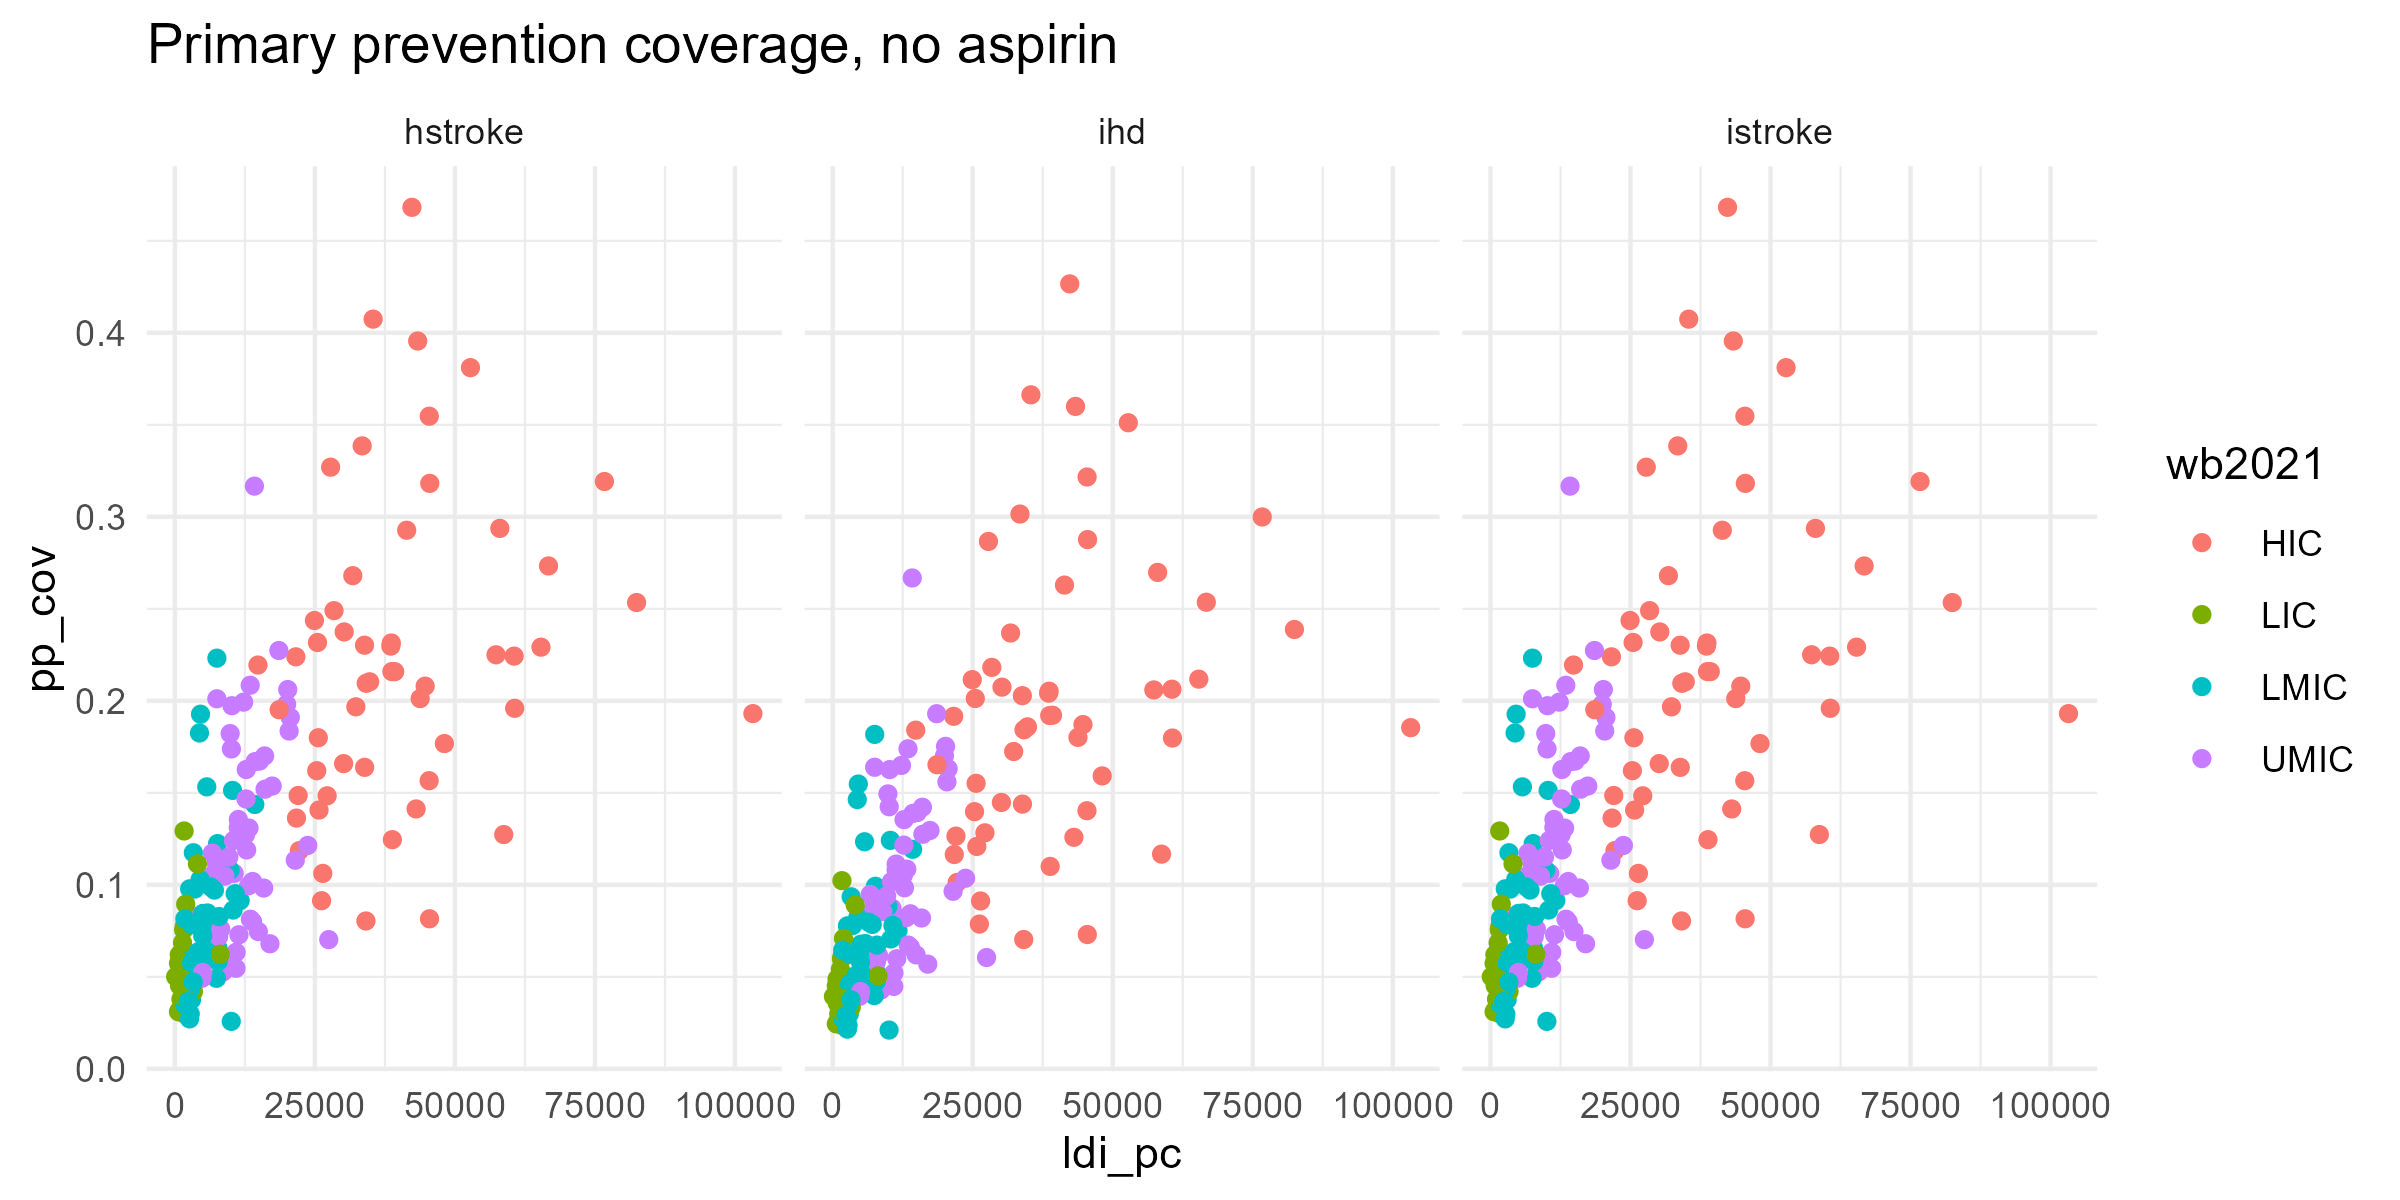 Primary prevention coverage, no aspirin
hstroke ihd istroke
pp_cov
0.4
0.3
0.2
0.1
0.0
0 25000 50000 75000 100000 0 25000 50000 75000 100000 0 25000 50000 75000 100000
ldi_pc
wb2021
HIC
LIC
LMIC
UMIC